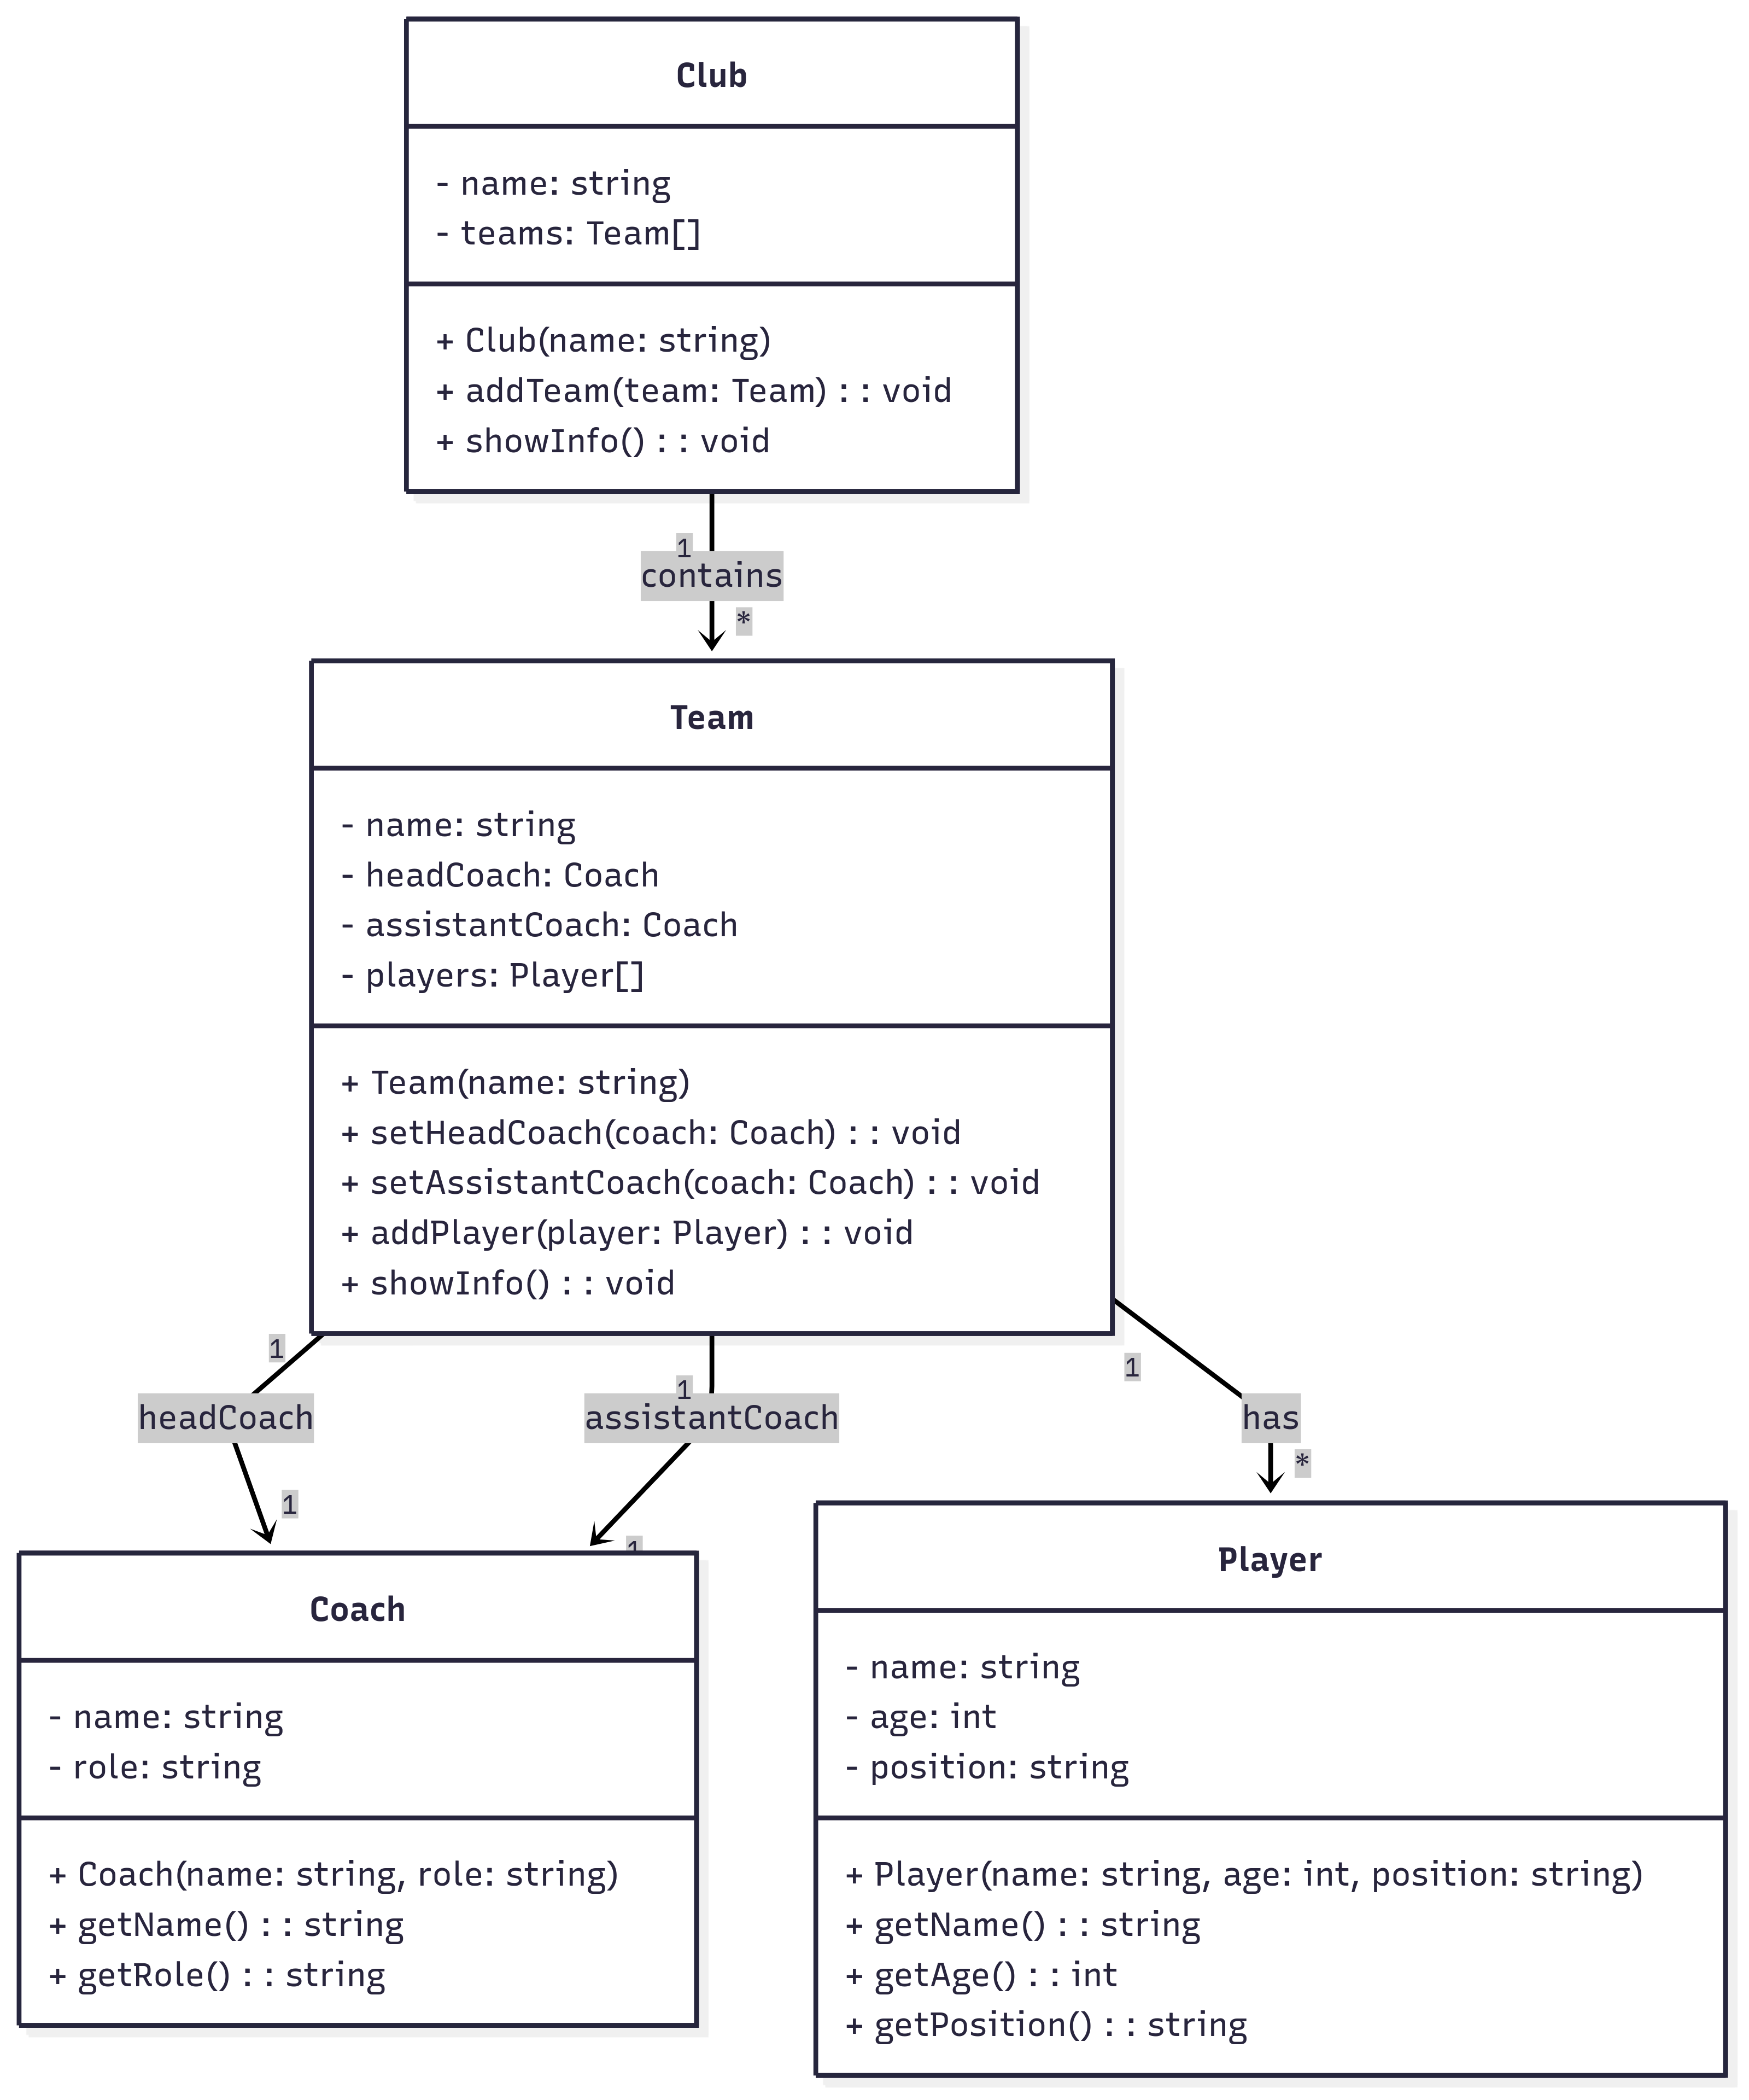 Club
- name: string
- teams: Team[]
+ Club(name: string)
+ addTeam(team: Team) : : void
+ showInfo() : : void
1
contains
*
Team
- name: string
- headCoach: Coach
- assistantCoach: Coach
- players: Player[]
+ Team(name: string)
+ setHeadCoach(coach: Coach) : : void
+ setAssistantCoach(coach: Coach) : : void
+ addPlayer(player: Player) : : void
+ showInfo() : : void
1
headCoach
1
1
assistantCoach
1
1
has
*
Coach
- name: string
- role: string
+ Coach(name: string, role: string)
+ getName() : : string
+ getRole() : : string
Player
- name: string
- age: int
- position: string
+ Player(name: string, age: int, position: string)
+ getName() : : string
+ getAge() : : int
+ getPosition() : : string